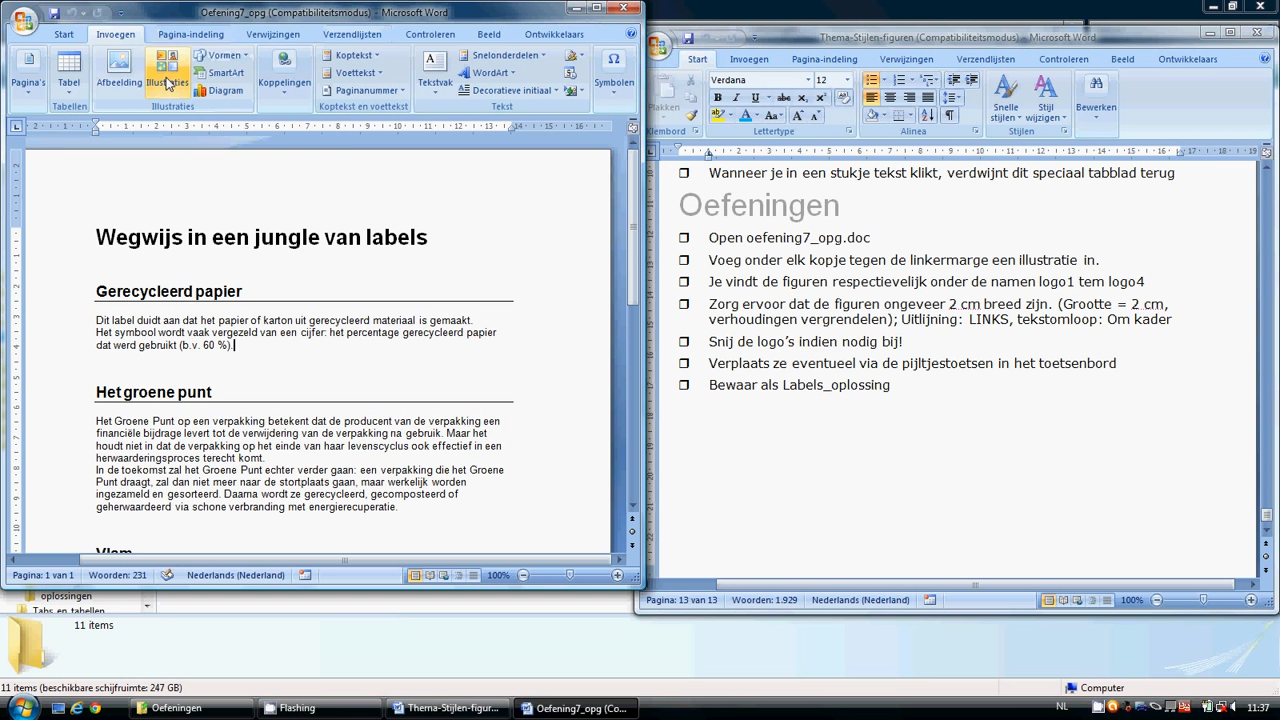 Oefening7_opg (Compatibiliteitsmodus) - Microsoft Word
Start Invoegen Pagina-indeling Verwijzingen Verzendlijsten Controleren Beeld Ontwikkelaars
Pagina's Tabel Afbeelding Illustraties Vormen SmartArt Diagram Koppelingen Koptekst Voettekst Paginanummer Tekstvak Snelonderdelen WordArt Decoratieve initiaal Symbolen
Tabellen Illustraties Koptekst en voettekst Tekst
Wegwijs in een jungle van labels
Gerecycleerd papier
Dit label duidt aan dat het papier of karton uit gerecycleerd materiaal is gemaakt.
Het symbool wordt vaak vergezeld van een cijfer: het percentage gerecycleerd papier
dat werd gebruikt (b.v. 60 %).
Het groene punt
Het Groene Punt op een verpakking betekent dat de producent van de verpakking een
financiële bijdrage levert tot de verwijdering van de verpakking na gebruik. Maar het
houdt niet in dat de verpakking op het einde van haar levenscyclus ook effectief in een
herwaarderingsproces terecht komt.
In de toekomst zal het Groene Punt echter verder gaan: een verpakking die het Groene
Punt draagt, zal dan niet meer naar de stortplaats gaan, maar werkelijk worden
ingezameld en gesorteerd. Daarna wordt ze gerecycleerd, gecomposteerd of
geherwaardeerd via schone verbranding met energierecuperatie.
Vlam
Pagina: 1 van 1 Woorden: 231 Nederlands (Nederland) 100%
Thema-Stijlen-figuren (Compatibiliteitsmodus) - Microsoft Word
Start Invoegen Pagina-indeling Verwijzingen Verzendlijsten Controleren Beeld Ontwikkelaars
Plakken Verdana 12 Snelle stijlen Stijl wijzigen Bewerken
Klembord Lettertype Alinea Stijlen
Wanneer je in een stukje tekst klikt, verdwijnt dit speciaal tabblad terug
Oefeningen
Open oefening7_opg.doc
Voeg onder elk kopje tegen de linkermarge een illustratie in.
Je vindt de figuren respectievelijk onder de namen logo1 tem logo4
Zorg ervoor dat de figuren ongeveer 2 cm breed zijn. (Grootte = 2 cm,
verhoudingen vergrendelen); Uitlijning: LINKS, tekstomloop: Om kader
Snij de logo's indien nodig bij!
Verplaats ze eventueel via de pijltjestoetsen in het toetsenbord
Bewaar als Labels_oplossing
Pagina: 13 van 13 Woorden: 1.929 Nederlands (Nederland) 100%
oplossingen
Tabs en tabellen
11 items
11 items (beschikbare schijfruimte: 247 GB) Computer
Oefeningen Flashing Thema-Stijlen-figur... Oefening7_opg (Co... NL 11:37